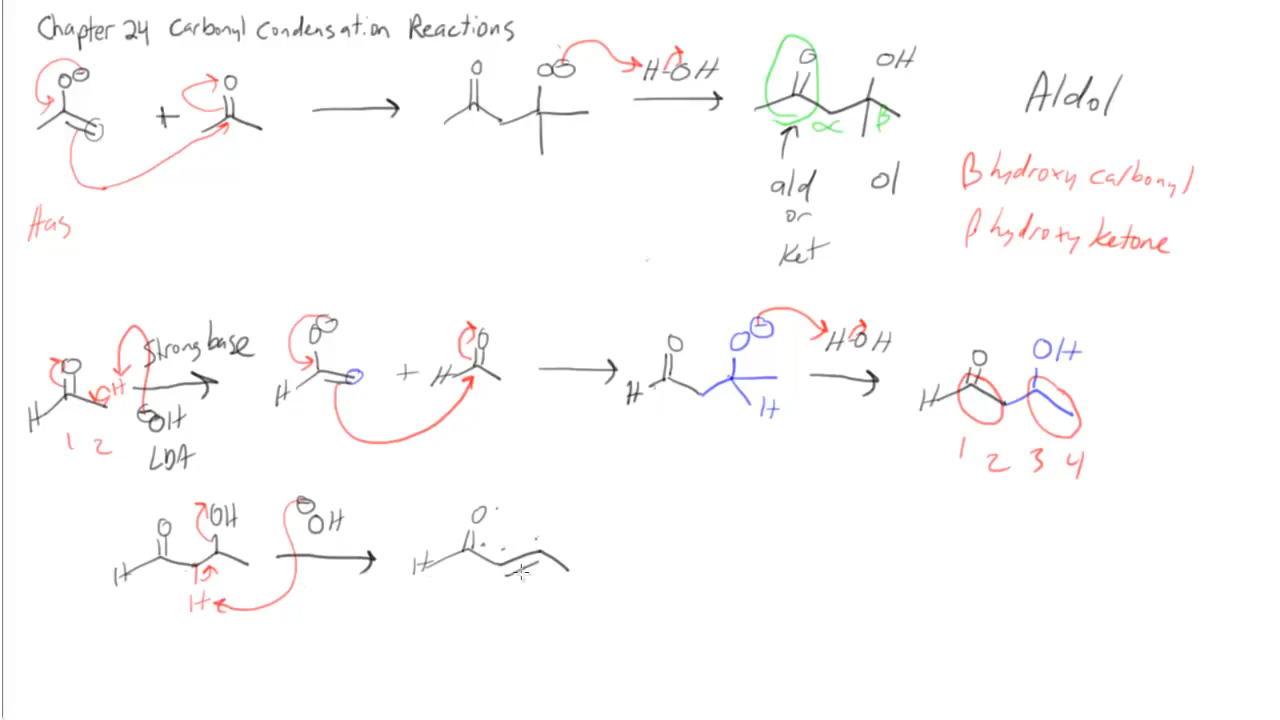 Chapter 24 Carbonyl Condensation Reactions
O⊖ O O O⊖ H-OH O OH Aldol
+
α β
ald ol β hydroxy carbonyl
or β hydroxy ketone
Ket
Has
Strong base
O H O⊖ O O O⊖ H-OH O OH
H ⊖OH H + H H H H
1 2 LDA 1 2 3 4
O OH ⊖OH O
H H
H